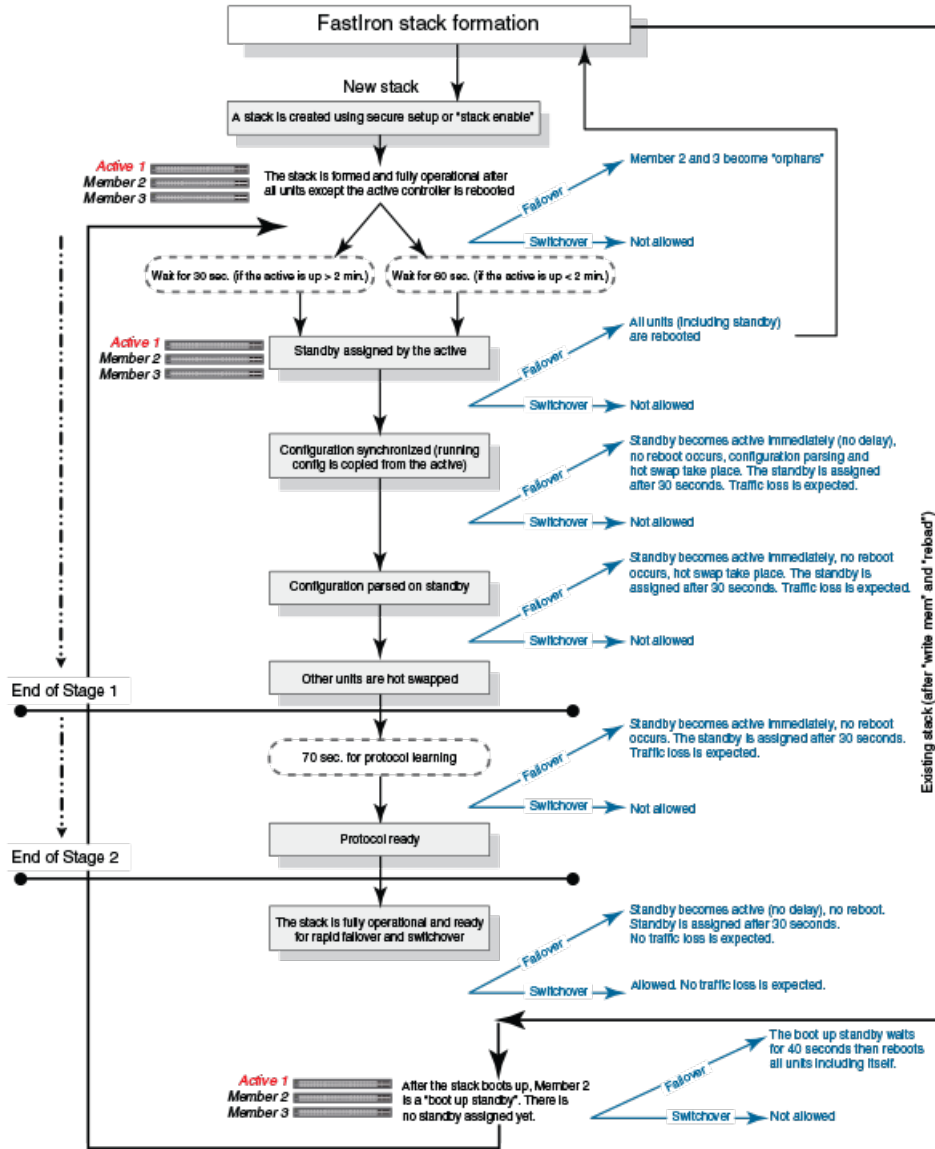 FastIron stack formation
New stack
A stack is created using secure setup or "stack enable"
Active 1
Member 2
Member 3
The stack is formed and fully operational after
all units except the active controller is rebooted
Failover
Member 2 and 3 become "orphans"
Switchover
Not allowed
Wait for 30 sec. (if the active is up > 2 min.)
Wait for 60 sec. (if the active is up < 2 min.)
Active 1
Member 2
Member 3
Standby assigned by the active
Failover
All units (including standby)
are rebooted
Switchover
Not allowed
Configuration synchronized (running
config is copied from the active)
Failover
Standby becomes active immediately (no delay),
no reboot occurs, configuration parsing and
hot swap take place. The standby is assigned
after 30 seconds. Traffic loss is expected.
Switchover
Not allowed
Configuration parsed on standby
Failover
Standby becomes active immediately, no reboot
occurs, hot swap take place. The standby is
assigned after 30 seconds. Traffic loss is expected.
Switchover
Not allowed
Existing stack (after "write mem" and "reload")
Other units are hot swapped
End of Stage 1
70 sec. for protocol learning
Failover
Standby becomes active immediately, no reboot
occurs. The standby is assigned after 30 seconds.
Traffic loss is expected.
Switchover
Not allowed
Protocol ready
End of Stage 2
The stack is fully operational and ready
for rapid failover and switchover
Failover
Standby becomes active (no delay), no reboot.
Standby is assigned after 30 seconds.
No traffic loss is expected.
Switchover
Allowed. No traffic loss is expected.
Active 1
Member 2
Member 3
After the stack boots up, Member 2
is a "boot up standby". There is
no standby assigned yet.
Failover
The boot up standby waits
for 40 seconds then reboots
all units including itself.
Switchover
Not allowed